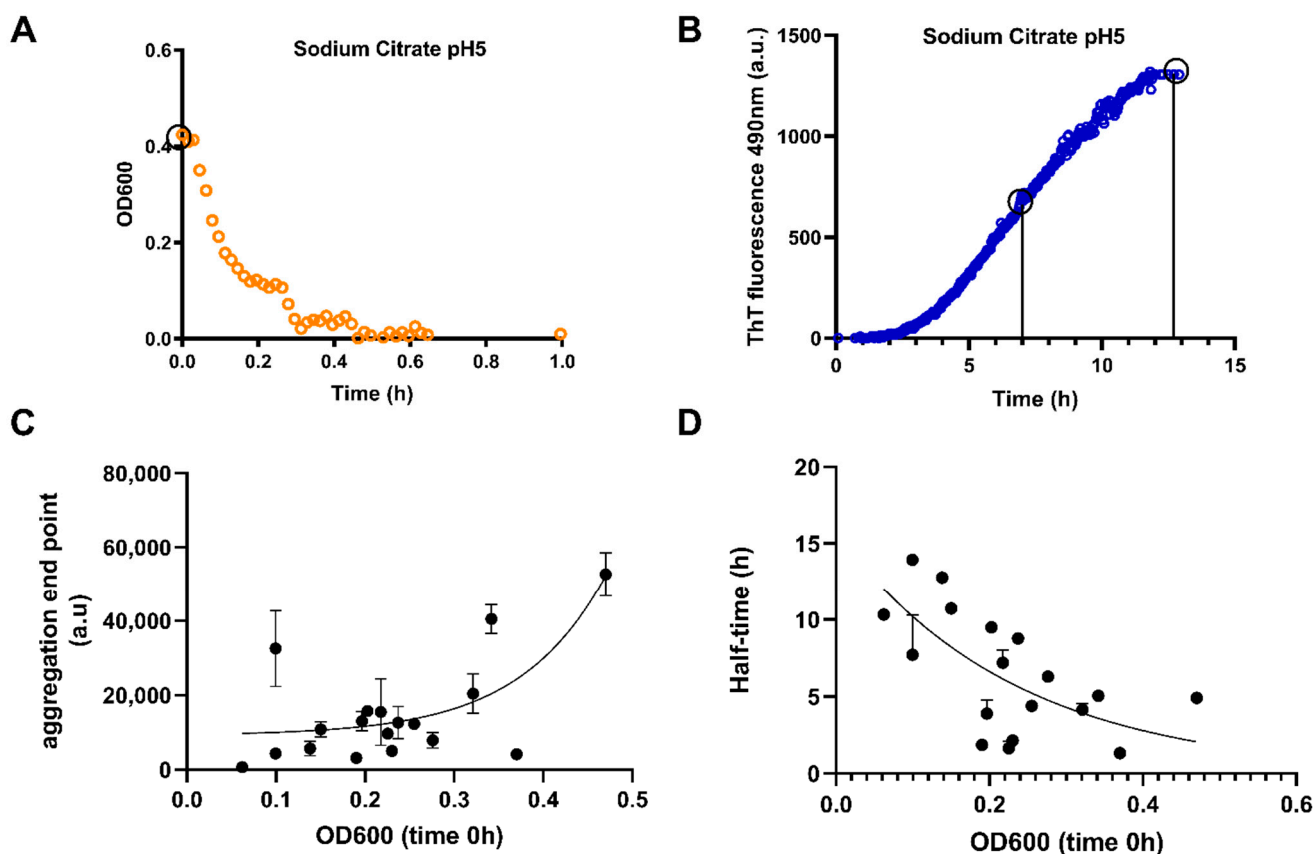 A
Sodium Citrate pH5
OD600
0.6
0.4
0.2
0.0
0.0 0.2 0.4 0.6 0.8 1.0
Time (h)
B
Sodium Citrate pH5
ThT fluorescence 490nm (a.u.)
1500
1000
500
0
0 5 10 15
Time (h)
C
aggregation end point
(a.u)
80,000
60,000
40,000
20,000
0
0.0 0.1 0.2 0.3 0.4 0.5
OD600 (time 0h)
D
Half-time (h)
20
15
10
5
0
0.0 0.2 0.4 0.6
OD600 (time 0h)